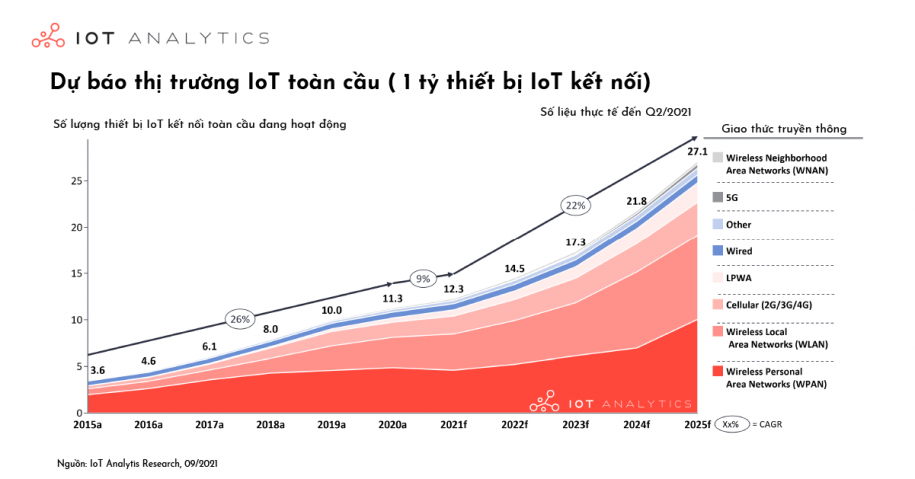 IOT ANALYTICS
Dự báo thị trường IoT toàn cầu ( 1 tỷ thiết bị IoT kết nối)
Số liệu thực tế đến Q2/2021
Số lượng thiết bị IoT kết nối toàn cầu đang hoạt động
Giao thức truyền thông
27.1
Wireless Neighborhood
Area Networks (WNAN)
25
5G
22%
21.8
20
Other
17.3
Wired
15
14.5
9%
12.3
LPWA
11.3
10.0
26%
8.0
10
Cellular (2G/3G/4G)
6.1
4.6
3.6
Wireless Local
Area Networks (WLAN)
5
Wireless Personal
Area Networks (WPAN)
IOT ANALYTICS
0
2015a 2016a 2017a 2018a 2019a 2020a 2021f 2022f 2023f 2024f 2025f
Xx% = CAGR
Nguồn: IoT Analytis Research, 09/2021